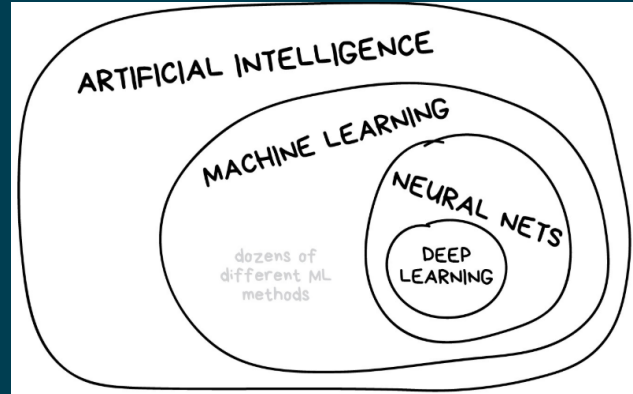 ARTIFICIAL INTELLIGENCE
MACHINE LEARNING
NEURAL NETS
DEEP
LEARNING
dozens of
different ML
methods